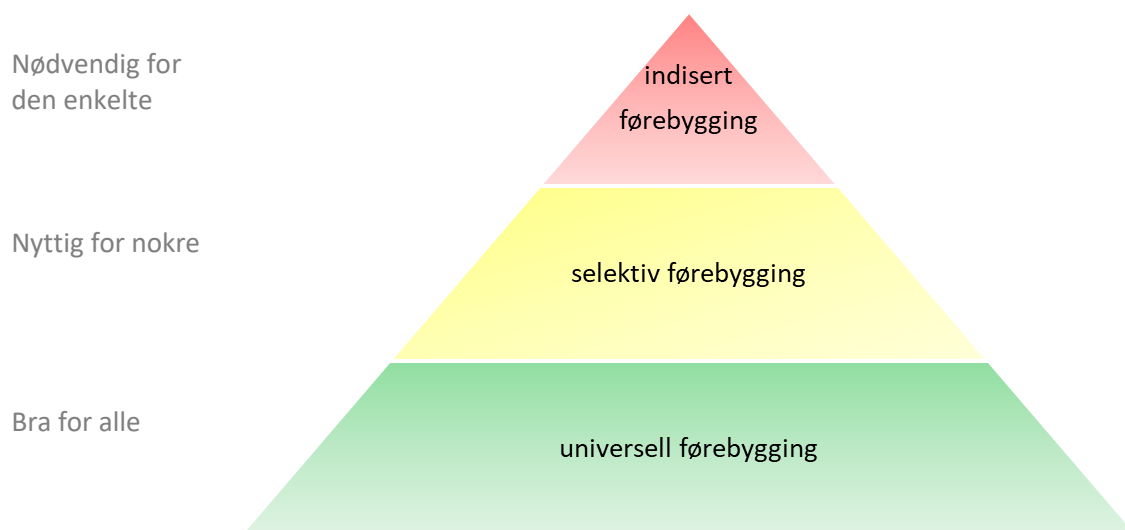 Nødvendig for
den enkelte
indisert
førebygging
Nyttig for nokre
selektiv førebygging
Bra for alle
universell førebygging